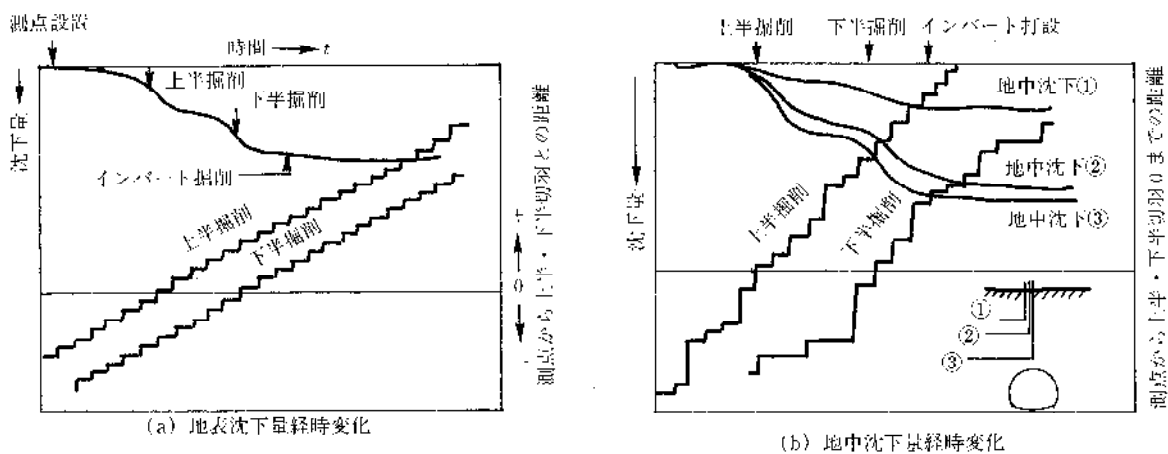 測点設置
時間 → t
沈下量
上半掘削
下半掘削
インバート掘削
上半掘削
下半掘削
測点から上半・下半切羽との距離
+
0
(a) 地表沈下量経時変化
上半掘削
下半掘削
インバート打設
沈下量
地中沈下①
地中沈下②
地中沈下③
上半掘削
下半掘削
①
②
③
測点から上半・下半切羽0までの距離
(b) 地中沈下量経時変化